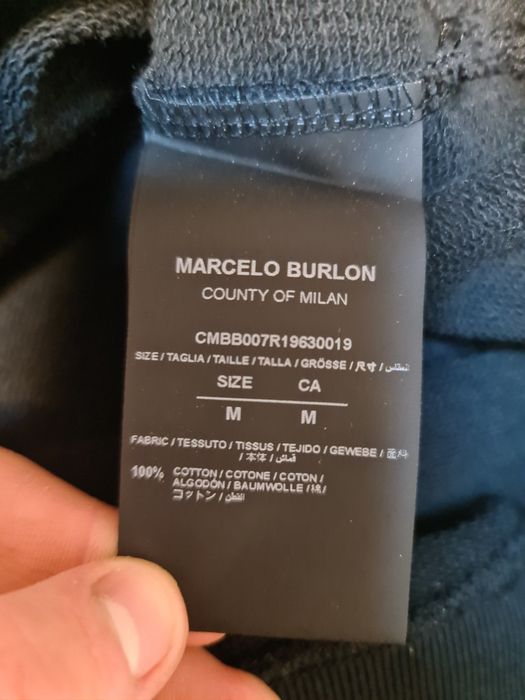 MARCELO BURLON
COUNTY OF MILAN
CMBB007R19630019
SIZE / TAGLIA / TAILLE / TALLA / GRÖSSE / 尺寸 / المقاس
SIZE CA
M M
FABRIC / TESSUTO / TISSUS / TEJIDO / GEWEBE / 面料
/ 本体 / قماش
100% COTTON / COTONE / COTON /
ALGODÓN / BAUMWOLLE / 棉 /
コットン / القطن